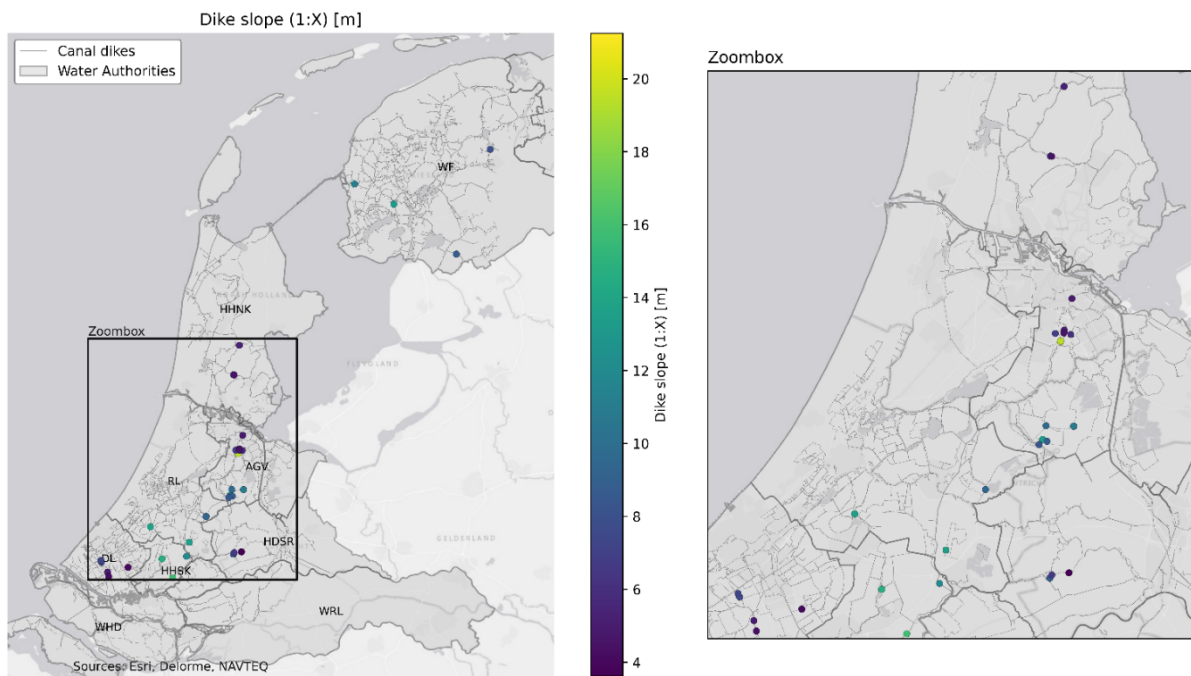 Dike slope (1:X) [m]
Canal dikes
Water Authorities
WF
HHNK
Zoombox
FLEVOLAND
AGV
RL
GELDERLAND
HDSR
DL
HHSK
WRL
WHD
Sources: Esri, Delorme, NAVTEQ
20
18
16
14
12
10
8
6
4
Dike slope (1:X) [m]
Zoombox